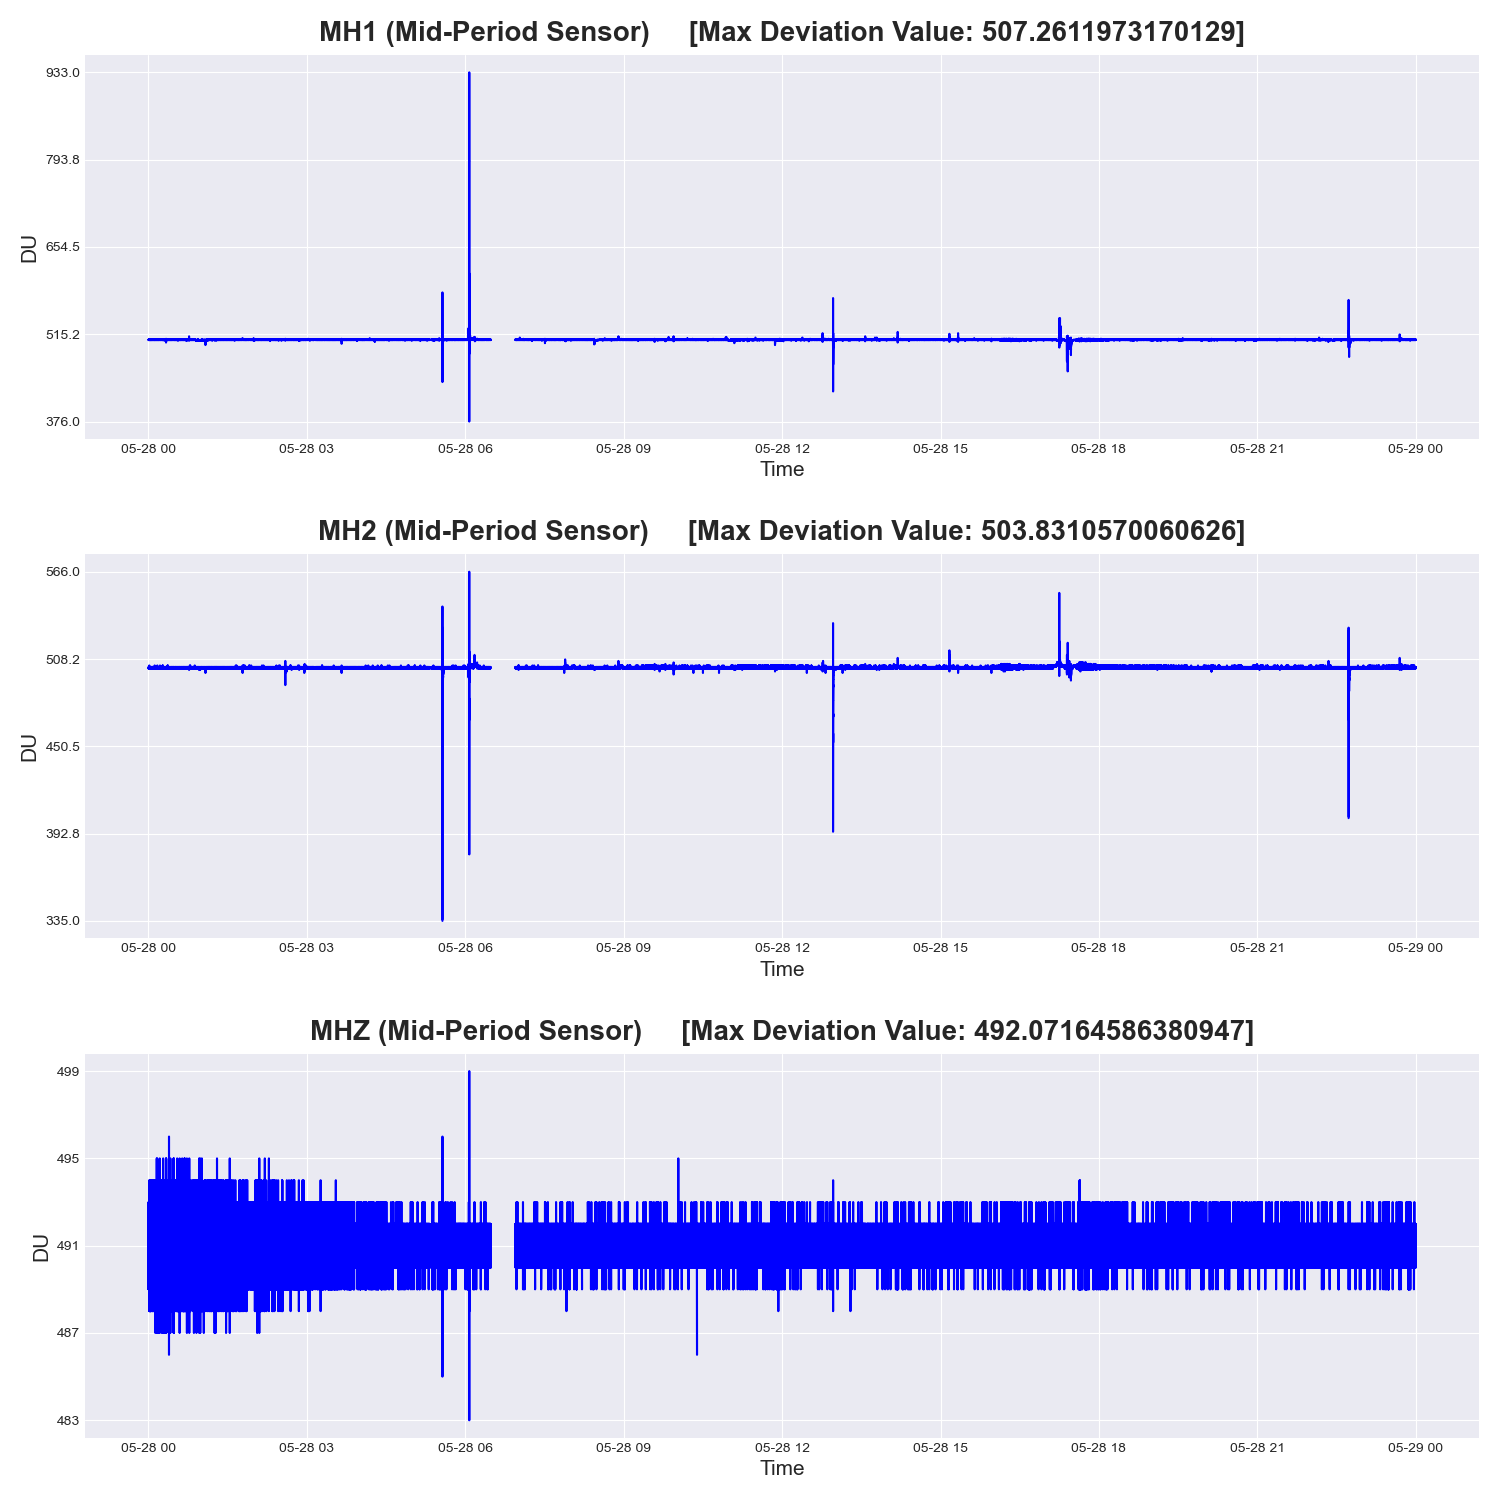 MH1 (Mid-Period Sensor) [Max Deviation Value: 507.2611973170129]
933.0
793.8
654.5
515.2
376.0
DU
05-28 00 05-28 03 05-28 06 05-28 09 05-28 12 05-28 15 05-28 18 05-28 21 05-29 00
Time
MH2 (Mid-Period Sensor) [Max Deviation Value: 503.8310570060626]
566.0
508.2
450.5
392.8
335.0
DU
05-28 00 05-28 03 05-28 06 05-28 09 05-28 12 05-28 15 05-28 18 05-28 21 05-29 00
Time
MHZ (Mid-Period Sensor) [Max Deviation Value: 492.07164586380947]
499
495
491
487
483
DU
05-28 00 05-28 03 05-28 06 05-28 09 05-28 12 05-28 15 05-28 18 05-28 21 05-29 00
Time